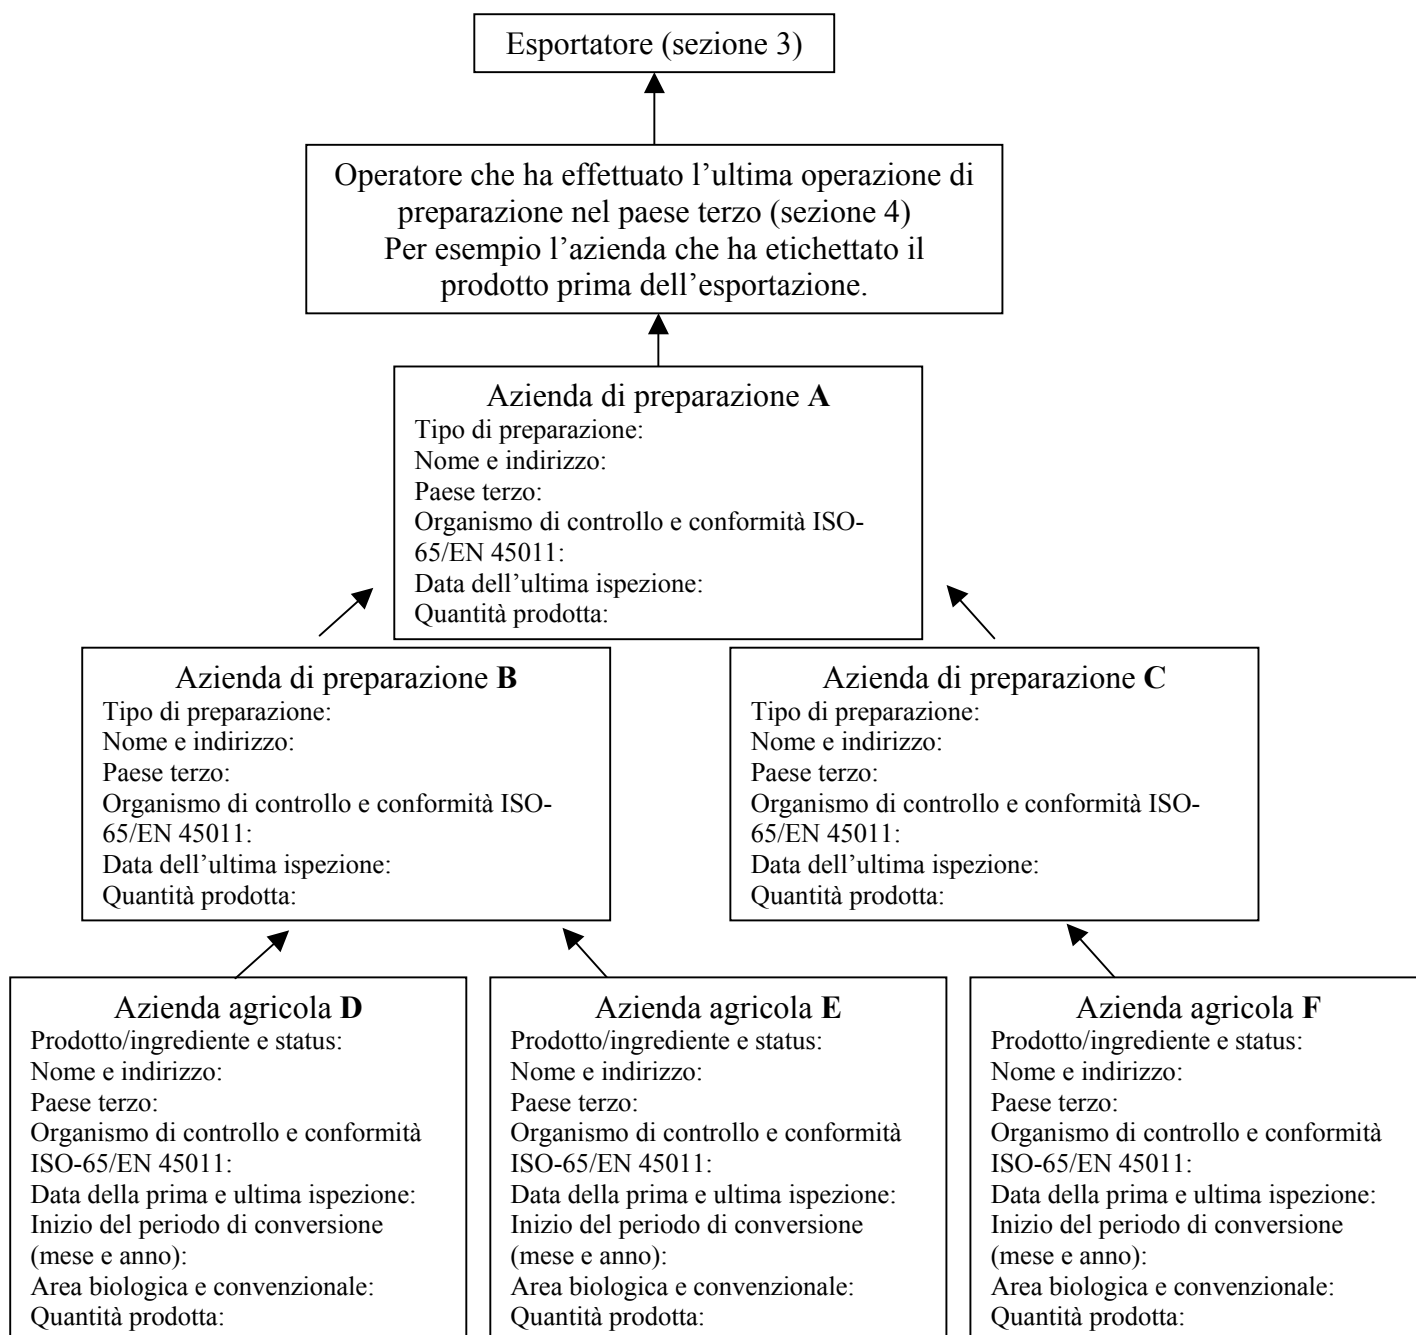 Esportatore (sezione 3)
Operatore che ha effettuato l’ultima operazione di
preparazione nel paese terzo (sezione 4)
Per esempio l’azienda che ha etichettato il
prodotto prima dell’esportazione.
Azienda di preparazione A
Tipo di preparazione:
Nome e indirizzo:
Paese terzo:
Organismo di controllo e conformità ISO-
65/EN 45011:
Data dell’ultima ispezione:
Quantità prodotta:
Azienda di preparazione B
Tipo di preparazione:
Nome e indirizzo:
Paese terzo:
Organismo di controllo e conformità ISO-
65/EN 45011:
Data dell’ultima ispezione:
Quantità prodotta:
Azienda di preparazione C
Tipo di preparazione:
Nome e indirizzo:
Paese terzo:
Organismo di controllo e conformità ISO-
65/EN 45011:
Data dell’ultima ispezione:
Quantità prodotta:
Azienda agricola D
Prodotto/ingrediente e status:
Nome e indirizzo:
Paese terzo:
Organismo di controllo e conformità
ISO-65/EN 45011:
Data della prima e ultima ispezione:
Inizio del periodo di conversione
(mese e anno):
Area biologica e convenzionale:
Quantità prodotta:
Azienda agricola E
Prodotto/ingrediente e status:
Nome e indirizzo:
Paese terzo:
Organismo di controllo e conformità
ISO-65/EN 45011:
Data della prima e ultima ispezione:
Inizio del periodo di conversione
(mese e anno):
Area biologica e convenzionale:
Quantità prodotta:
Azienda agricola F
Prodotto/ingrediente e status:
Nome e indirizzo:
Paese terzo:
Organismo di controllo e conformità
ISO-65/EN 45011:
Data della prima e ultima ispezione:
Inizio del periodo di conversione
(mese e anno):
Area biologica e convenzionale:
Quantità prodotta: